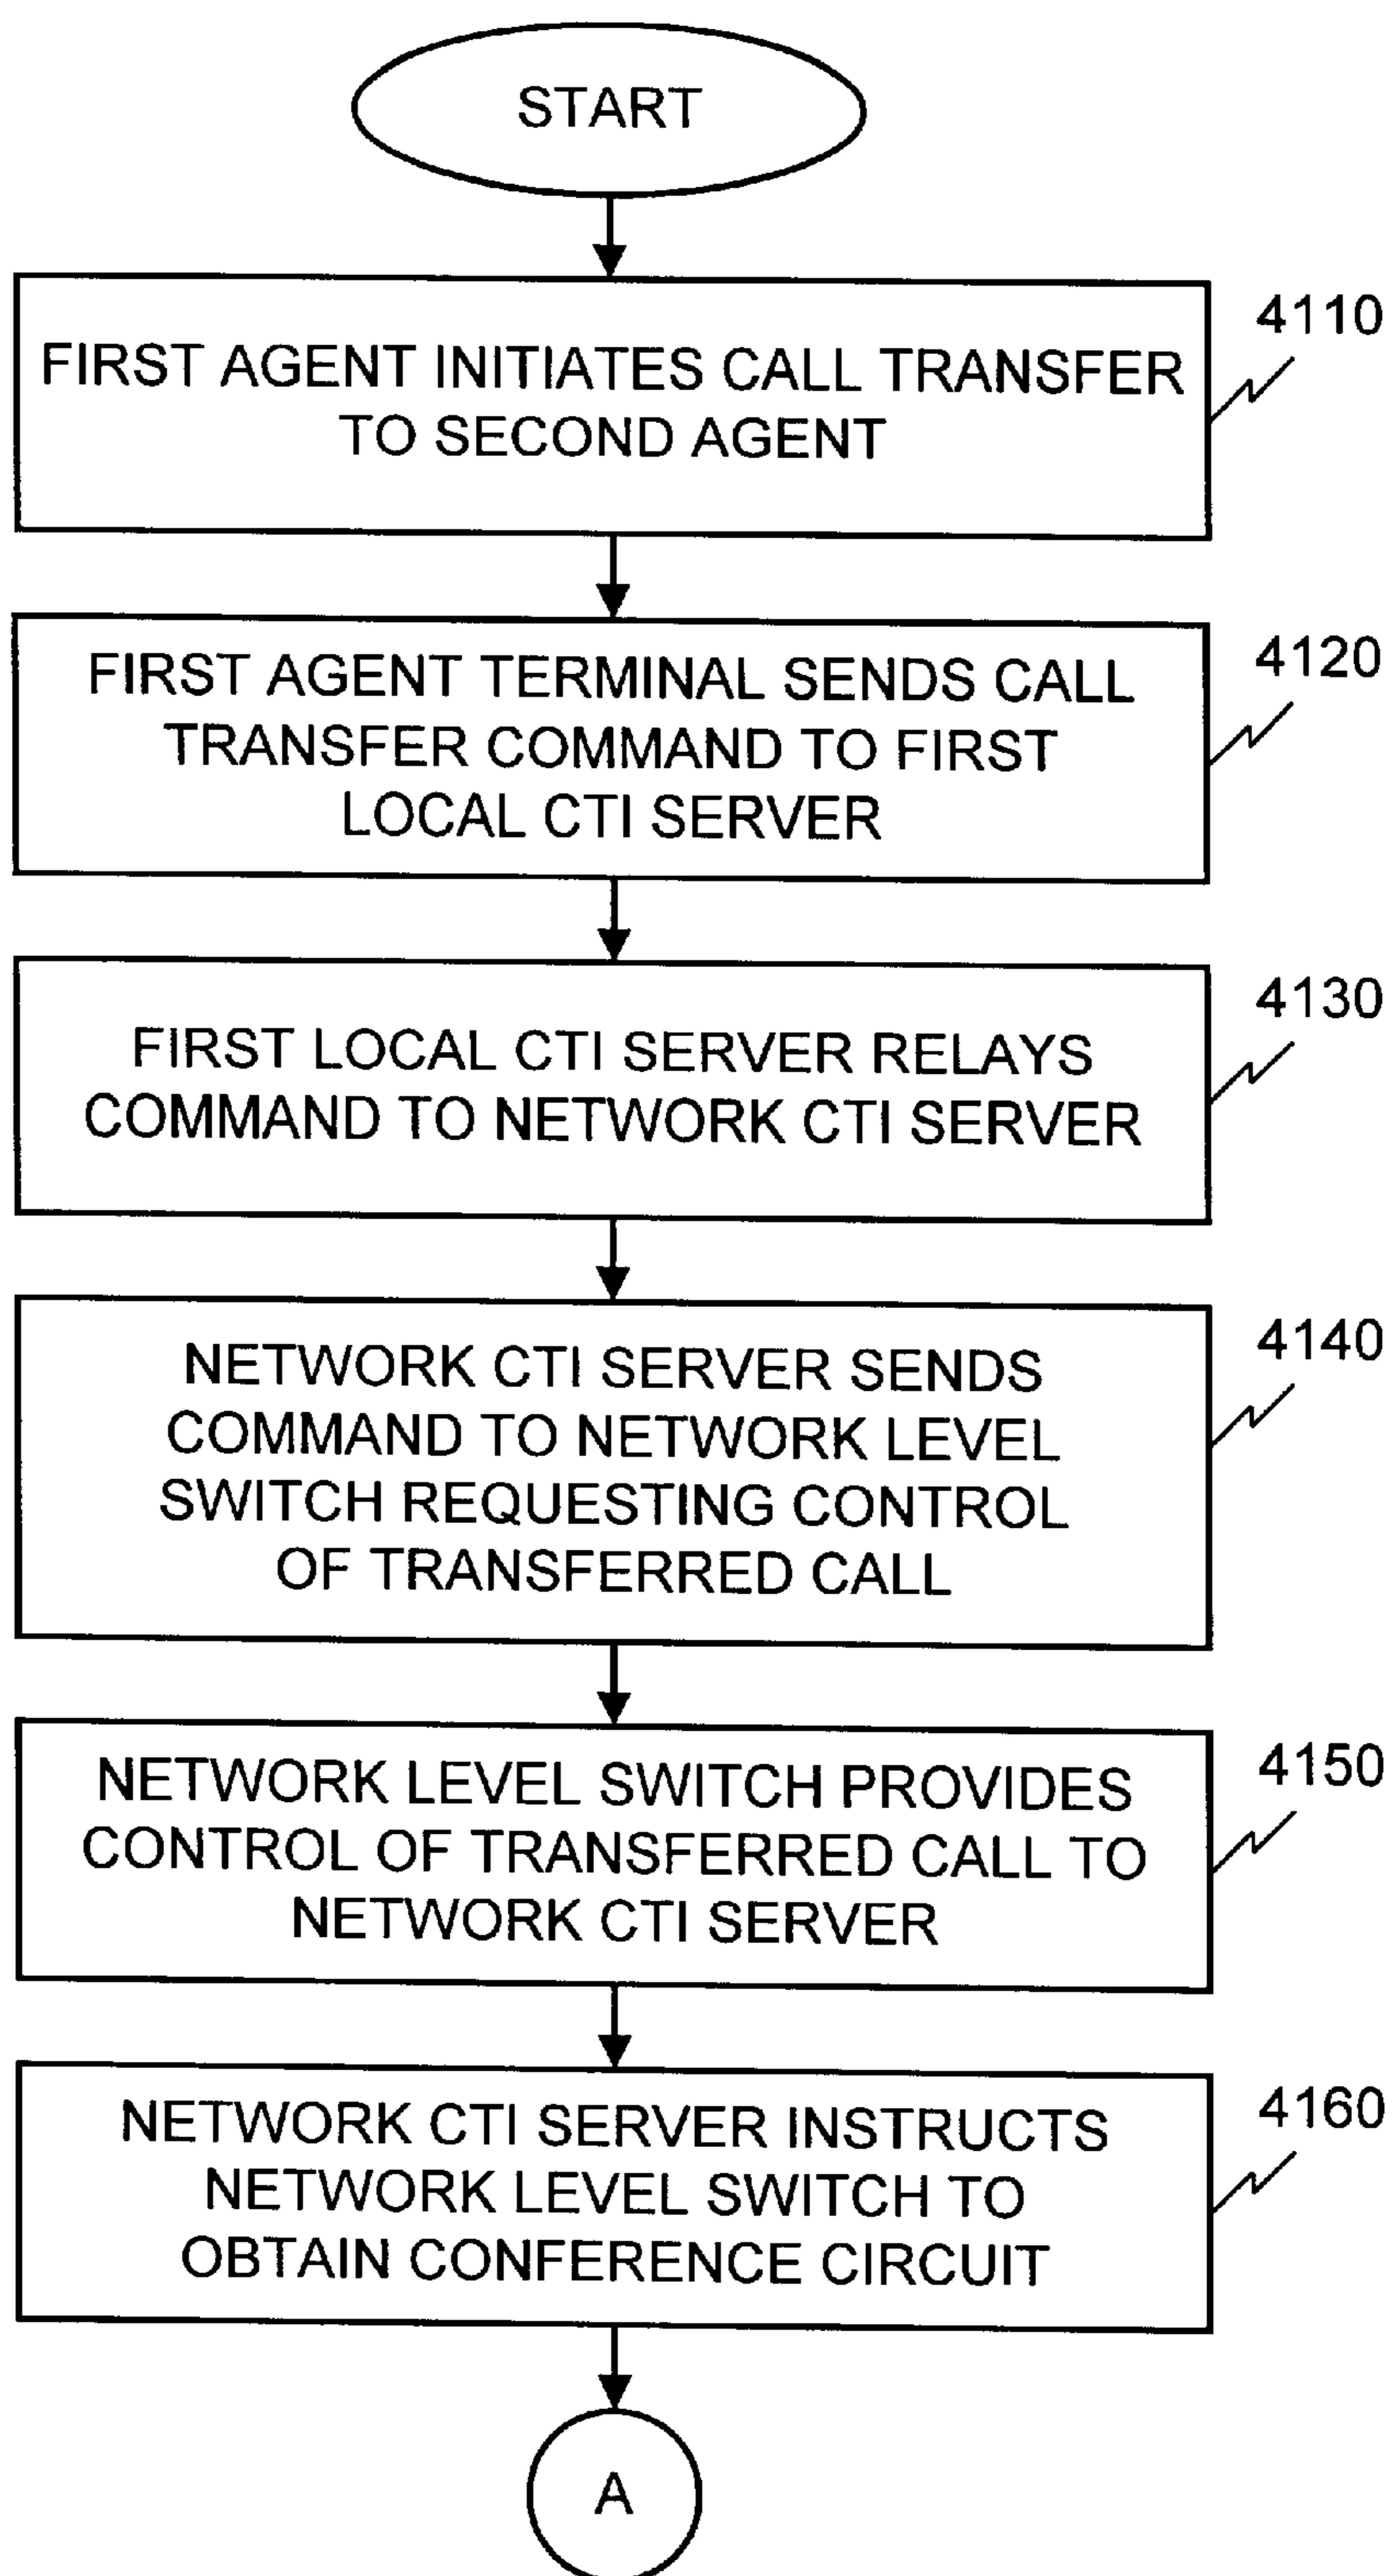 START
4110
FIRST AGENT INITIATES CALL TRANSFER
TO SECOND AGENT
4120
FIRST AGENT TERMINAL SENDS CALL
TRANSFER COMMAND TO FIRST
LOCAL CTI SERVER
4130
FIRST LOCAL CTI SERVER RELAYS
COMMAND TO NETWORK CTI SERVER
4140
NETWORK CTI SERVER SENDS
COMMAND TO NETWORK LEVEL
SWITCH REQUESTING CONTROL
OF TRANSFERRED CALL
4150
NETWORK LEVEL SWITCH PROVIDES
CONTROL OF TRANSFERRED CALL TO
NETWORK CTI SERVER
4160
NETWORK CTI SERVER INSTRUCTS
NETWORK LEVEL SWITCH TO
OBTAIN CONFERENCE CIRCUIT
A